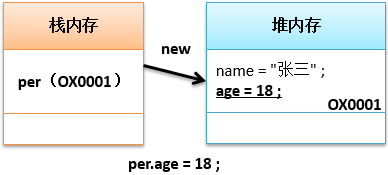 栈内存
per（OX0001）
new
堆内存
name = "张三" ;
age = 18 ;
OX0001
per.age = 18 ;